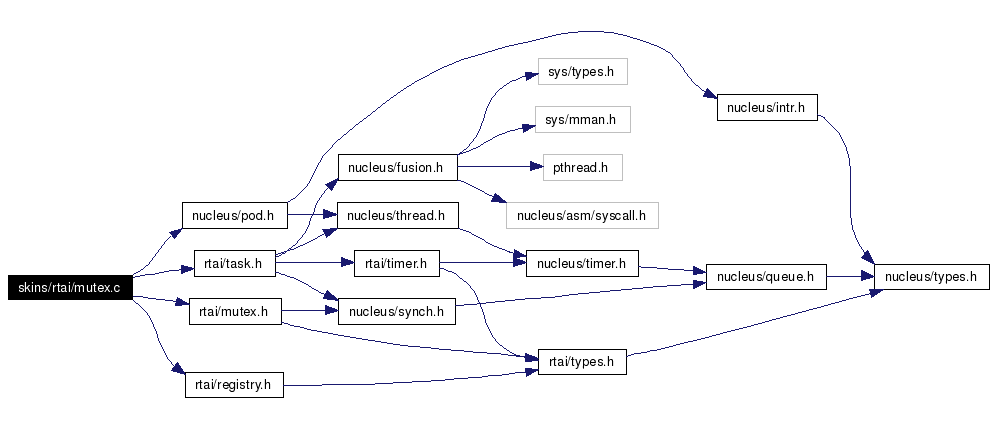 sys/types.h
nucleus/intr.h
sys/mman.h
nucleus/fusion.h
pthread.h
nucleus/pod.h
nucleus/thread.h
nucleus/asm/syscall.h
rtai/task.h
rtai/timer.h
nucleus/timer.h
nucleus/queue.h
nucleus/types.h
skins/rtai/mutex.c
rtai/mutex.h
nucleus/synch.h
rtai/types.h
rtai/registry.h